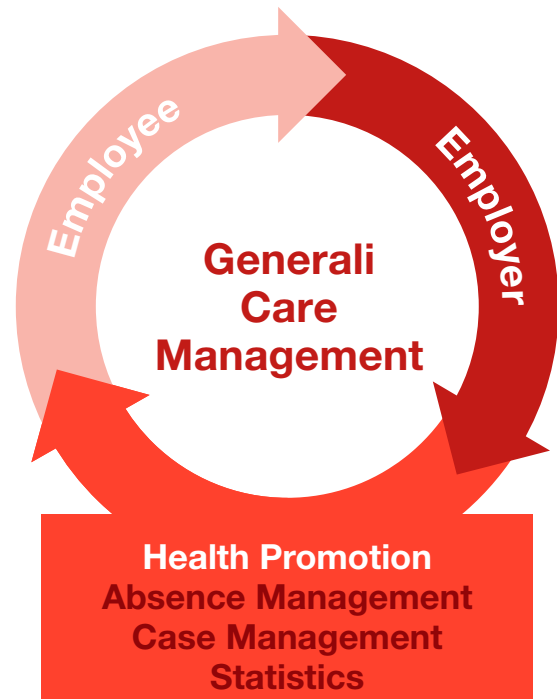 Employee
Employer
Generali
Care
Management
Health Promotion
Absence Management
Case Management
Statistics